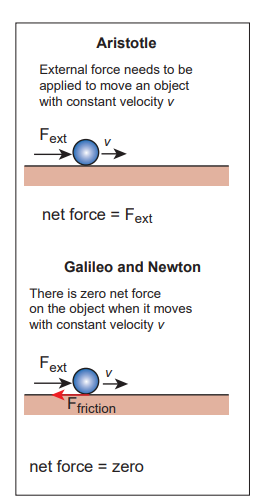 Aristotle
External force needs to be
applied to move an object
with constant velocity v
Fext
v
net force = Fext
Galileo and Newton
There is zero net force
on the object when it moves
with constant velocity v
Fext
v
Ffriction
net force = zero